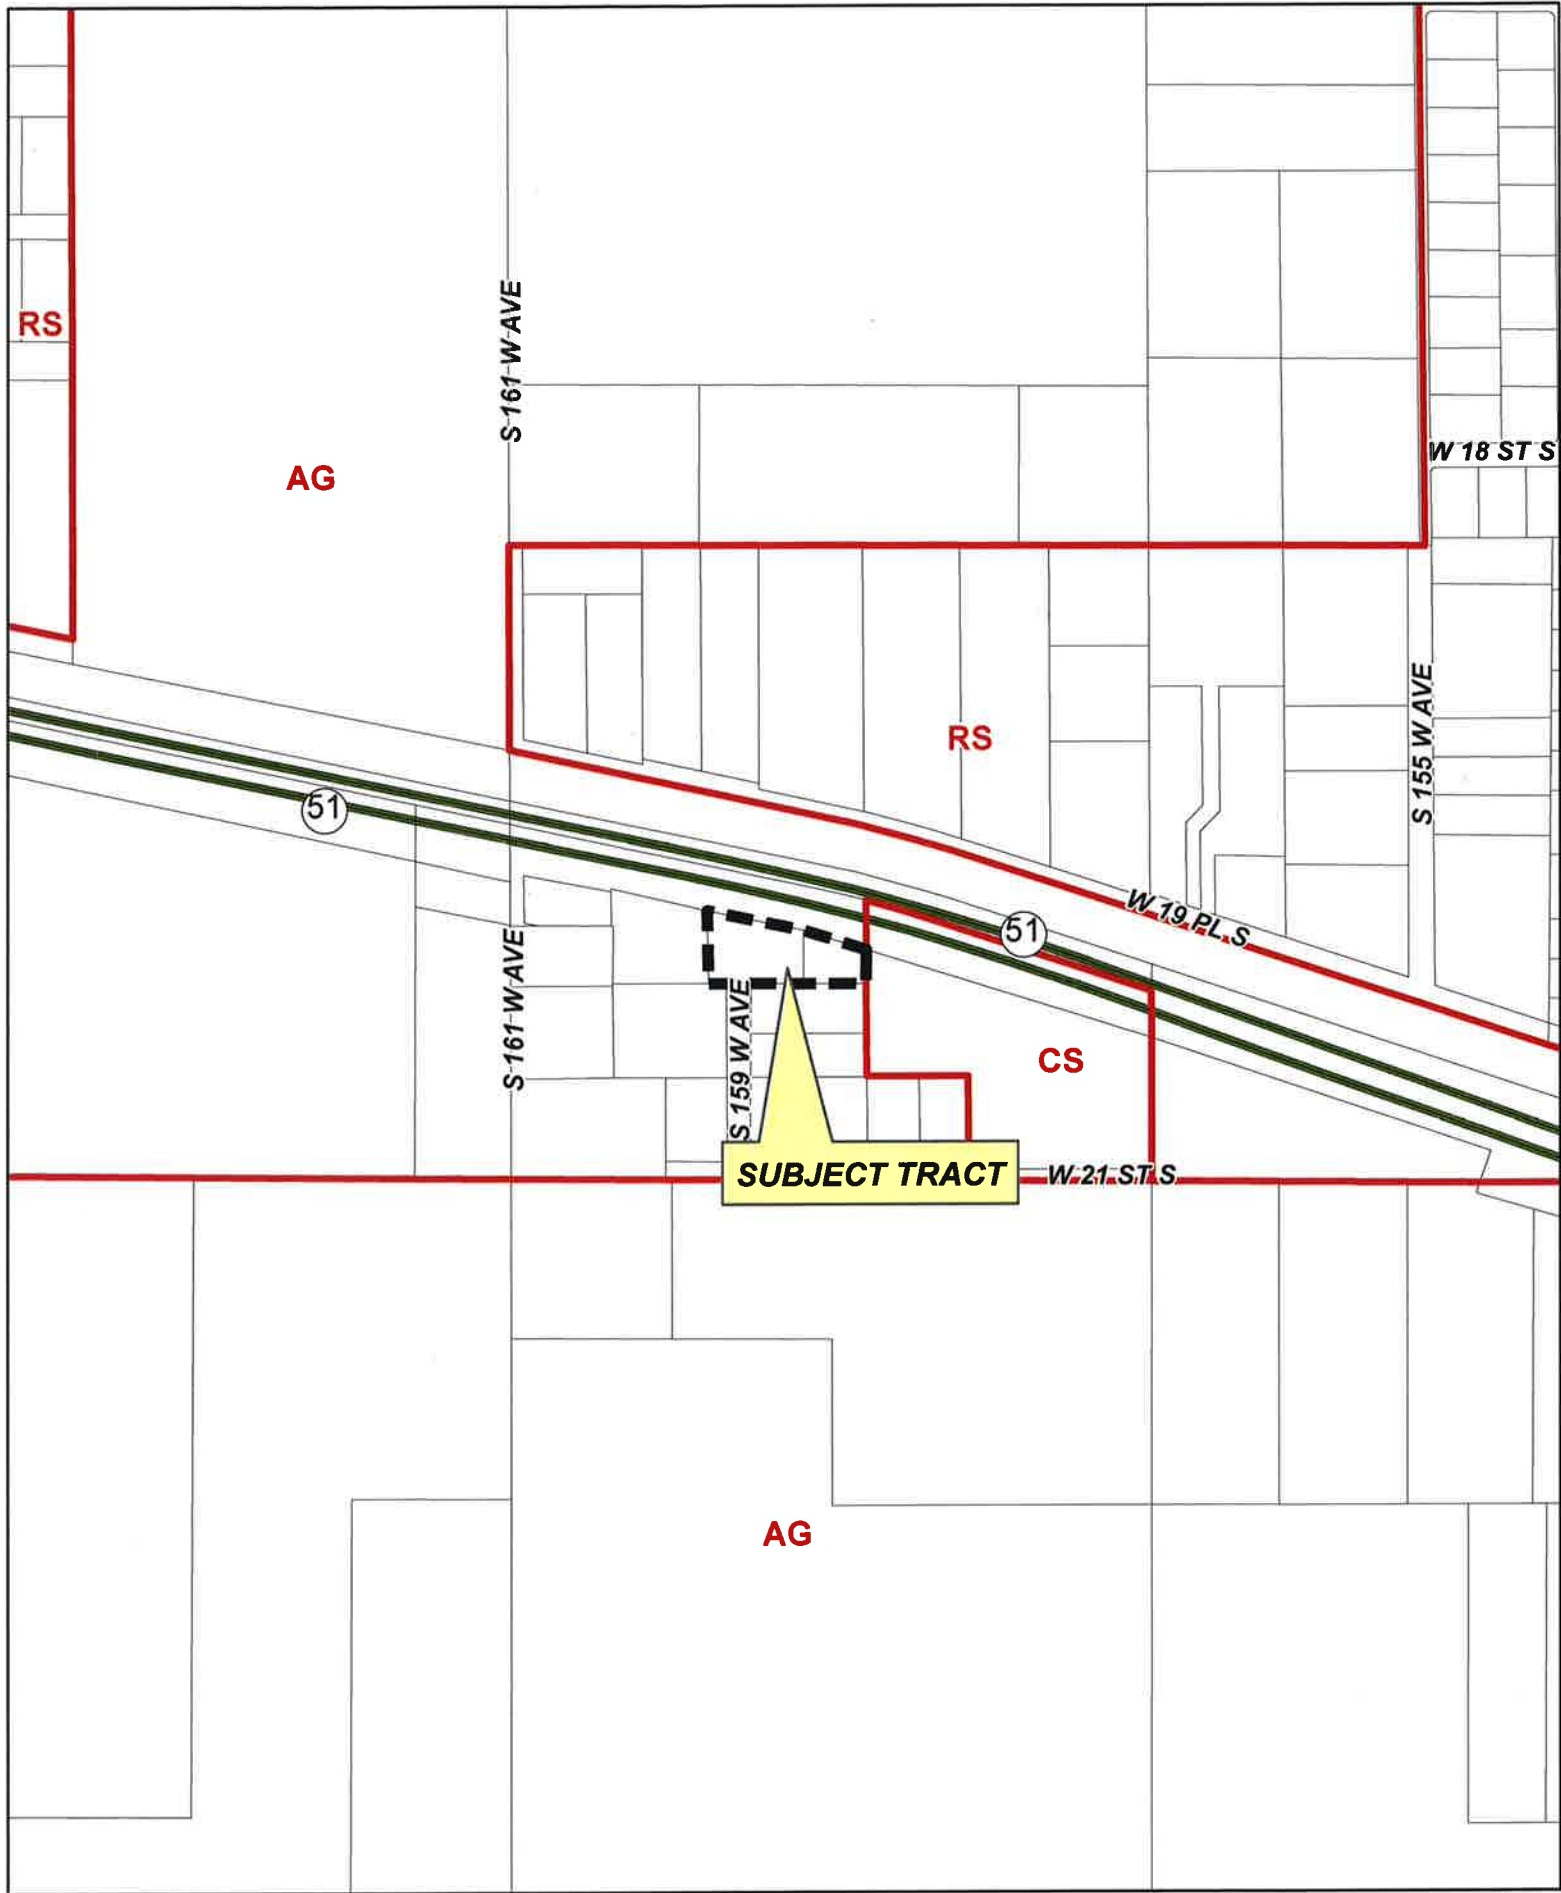 RS
S 161 W AVE
AG
W 18 ST S
RS
S 155 W AVE
51
W 19 PL S
51
S 161 W AVE
S 159 W AVE
CS
SUBJECT TRACT
W 21 ST S
AG